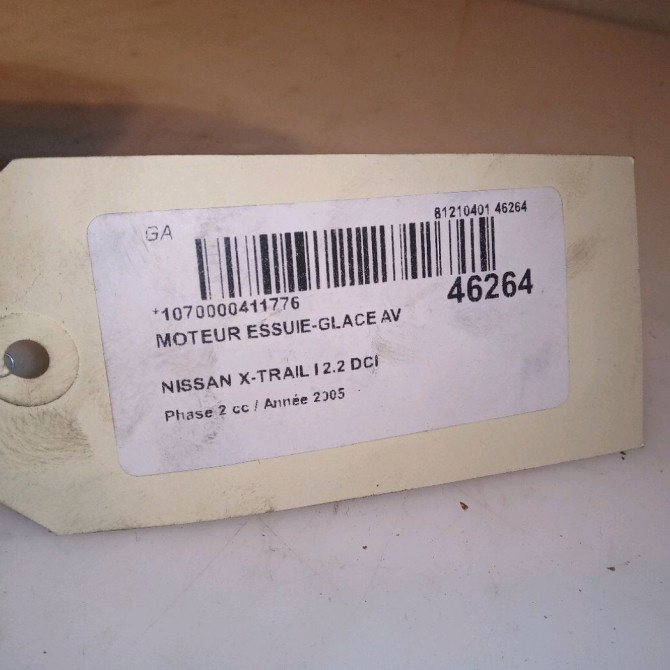 GA
81210401 46264
*1070000411776
46264
MOTEUR ESSUIE-GLACE AV
NISSAN X-TRAIL I 2.2 DCI
Phase 2 cc / Année 2005